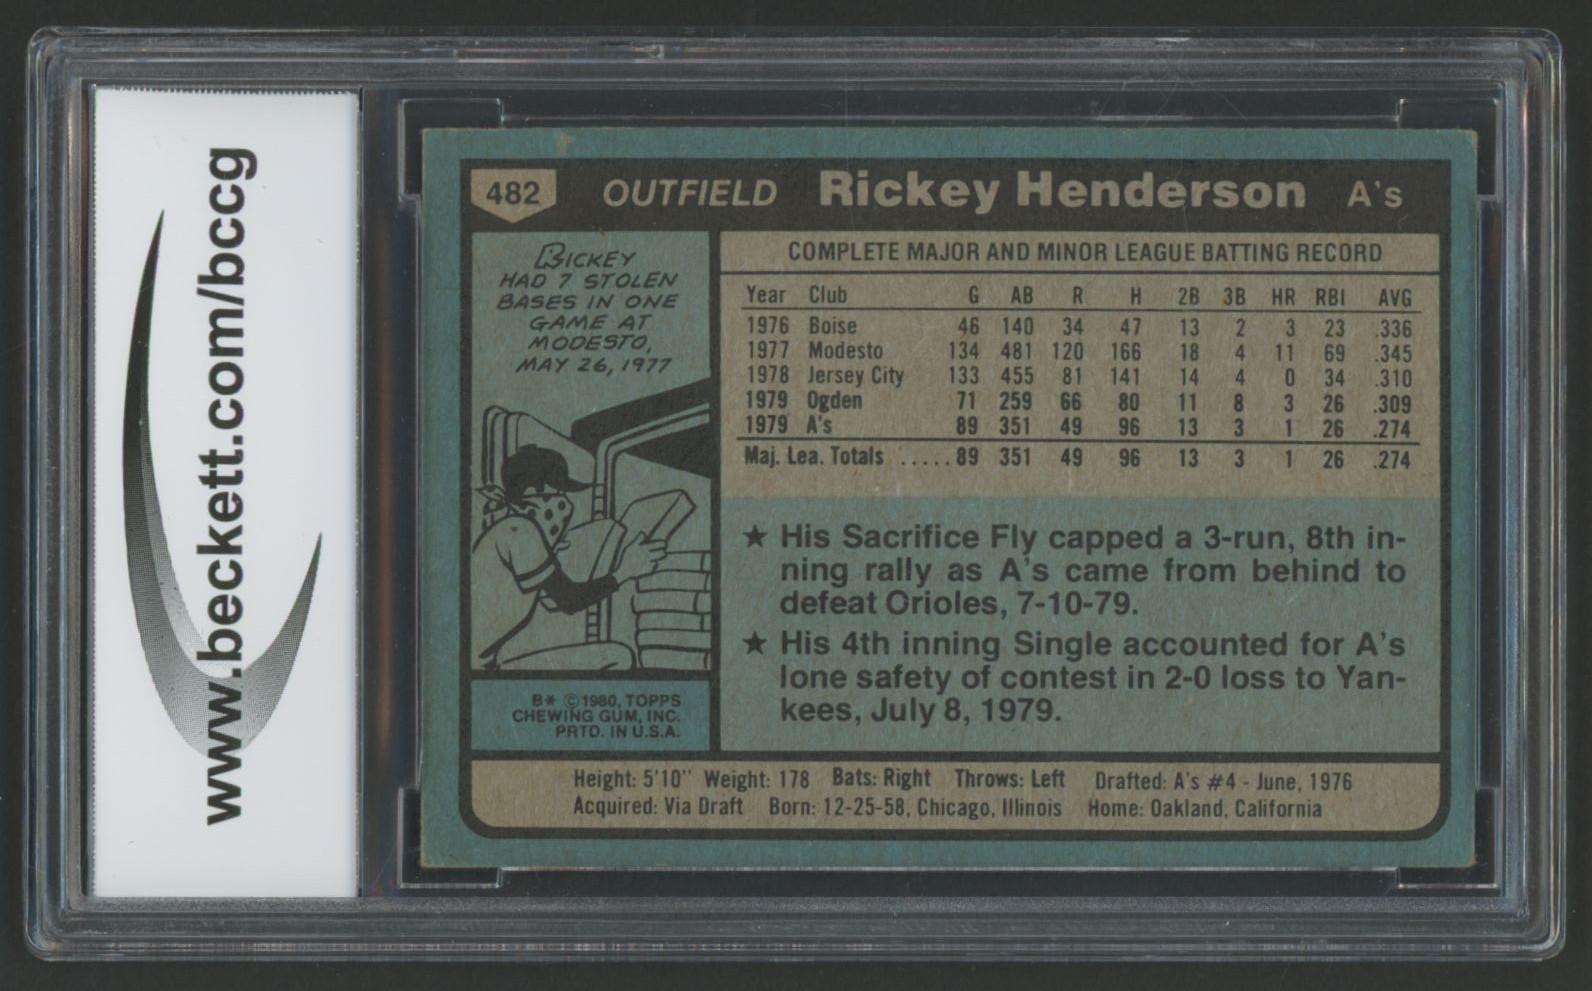 www.beckett.com/bccg
482 OUTFIELD Rickey Henderson A's
RICKEY
HAD 7 STOLEN
BASES IN ONE
GAME AT
MODESTO,
MAY 26, 1977
B* ©1980, TOPPS
CHEWING GUM, INC.
PRTD. IN U.S.A.
COMPLETE MAJOR AND MINOR LEAGUE BATTING RECORD
Year Club G AB R H 2B 3B HR RBI AVG
1976 Boise 46 140 34 47 13 2 3 23 .336
1977 Modesto 134 481 120 166 18 4 11 69 .345
1978 Jersey City 133 455 81 141 14 4 0 34 .310
1979 Ogden 71 259 66 80 11 8 3 26 .309
1979 A's 89 351 49 96 13 3 1 26 .274
Maj. Lea. Totals ..... 89 351 49 96 13 3 1 26 .274
★ His Sacrifice Fly capped a 3-run, 8th in-
ning rally as A's came from behind to
defeat Orioles, 7-10-79.
★ His 4th inning Single accounted for A's
lone safety of contest in 2-0 loss to Yan-
kees, July 8, 1979.
Height: 5'10" Weight: 178 Bats: Right Throws: Left Drafted: A's #4 - June, 1976
Acquired: Via Draft Born: 12-25-58, Chicago, Illinois Home: Oakland, California